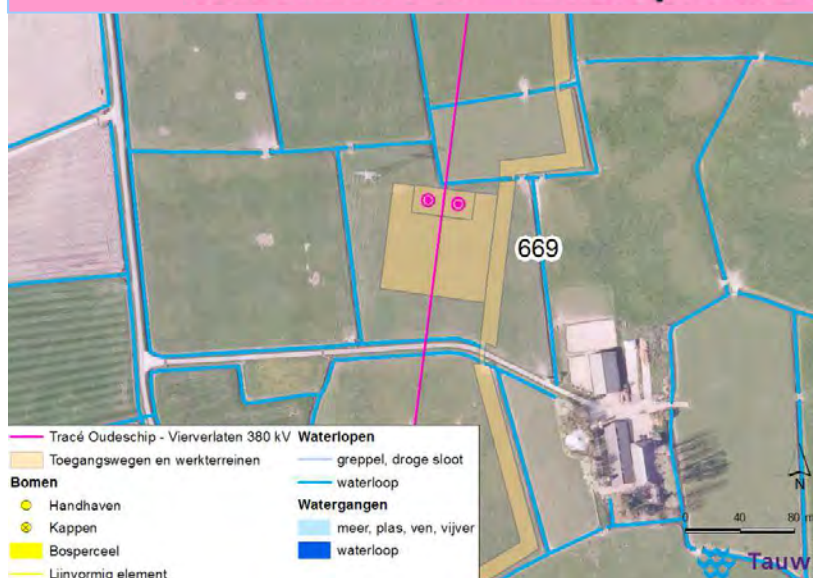 669
Tracé Oudeschip - Vierverlaten 380 kV
Toegangswegen en werkterreinen
Bomen
Handhaven
Kappen
Bosperceel
Lijnvormig element
Waterlopen
greppel, droge sloot
waterloop
Watergangen
meer, plas, ven, vijver
waterloop
N
0 40 80 m
Tauw